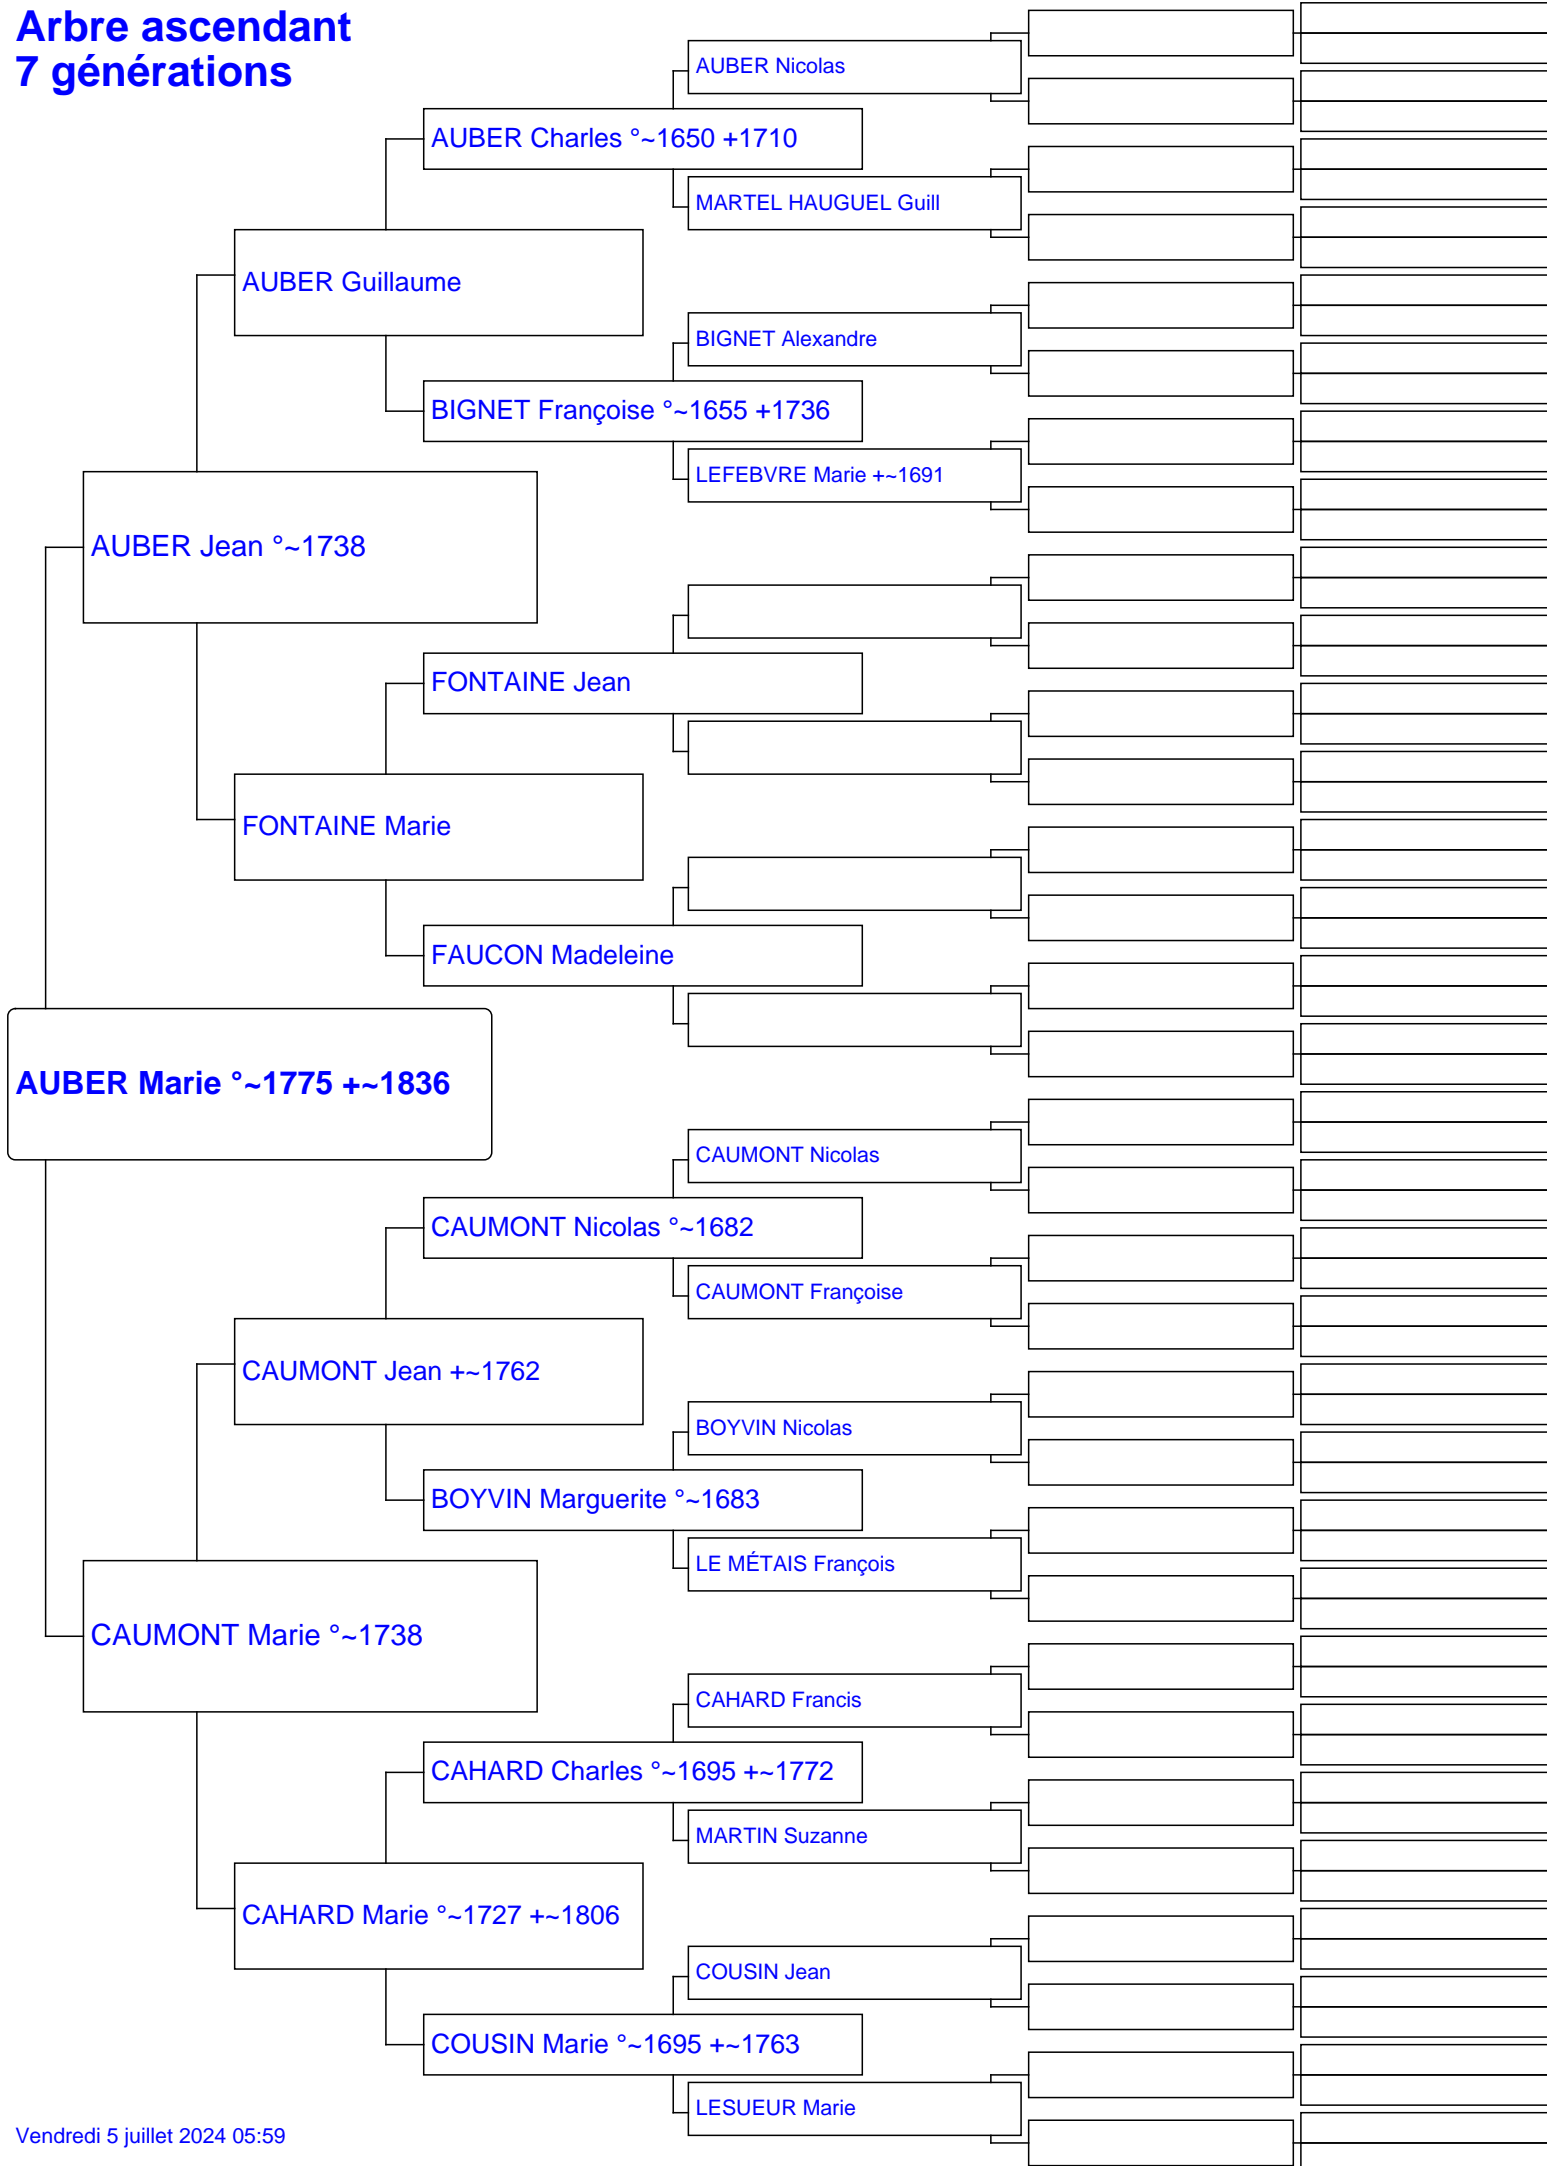 Arbre ascendant
7 générations
AUBER Nicolas
AUBER Charles °~1650 +1710
MARTEL HAUGUEL Guill
AUBER Guillaume
BIGNET Alexandre
BIGNET Françoise °~1655 +1736
LEFEBVRE Marie +~1691
AUBER Jean °~1738
FONTAINE Jean
FONTAINE Marie
FAUCON Madeleine
AUBER Marie °~1775 +~1836
CAUMONT Nicolas
CAUMONT Nicolas °~1682
CAUMONT Françoise
CAUMONT Jean +~1762
BOYVIN Nicolas
BOYVIN Marguerite °~1683
LE MÉTAIS François
CAUMONT Marie °~1738
CAHARD Francis
CAHARD Charles °~1695 +~1772
MARTIN Suzanne
CAHARD Marie °~1727 +~1806
COUSIN Jean
COUSIN Marie °~1695 +~1763
LESUEUR Marie
Vendredi 5 juillet 2024 05:59